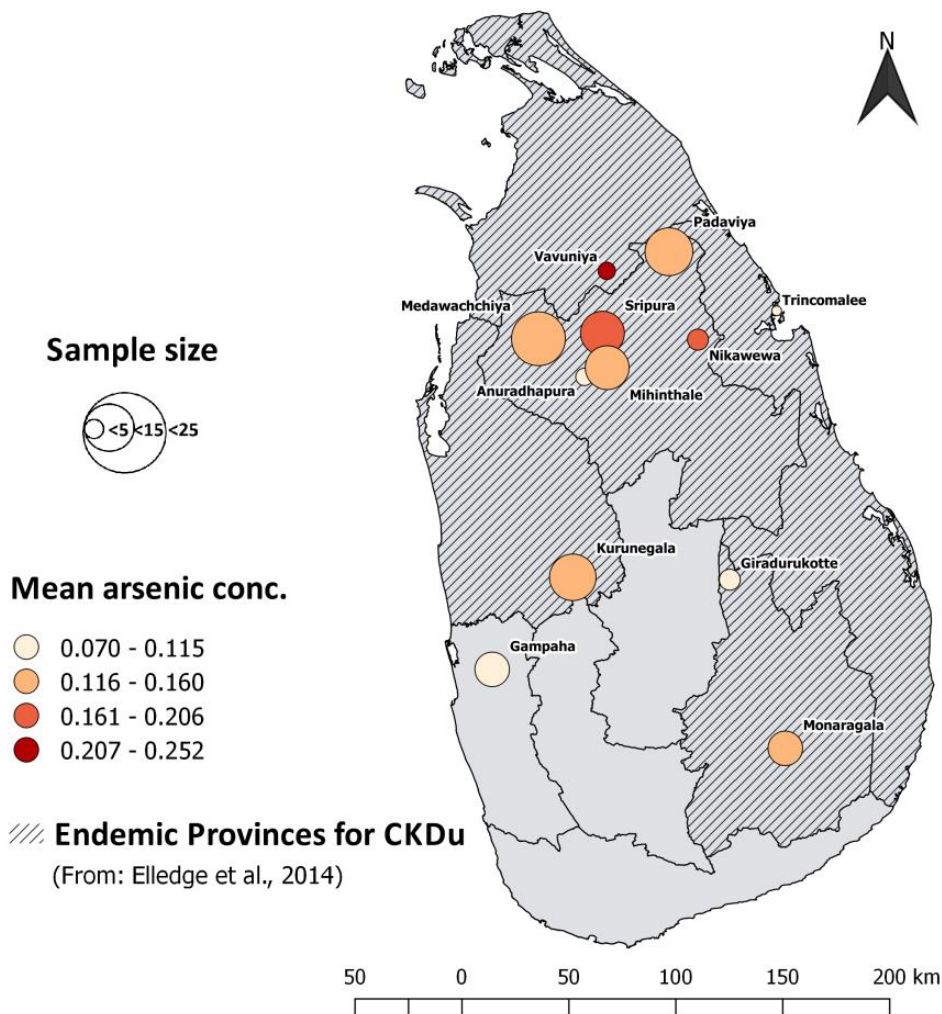 N
Padaviya
Vavuniya
Trincomalee
Medawachchiya
Sripura
Nikawewa
Anuradhapura
Mihinthale
Sample size
<5 <15 <25
Kurunegala
Giradurukotte
Mean arsenic conc.
0.070 - 0.115
0.116 - 0.160
0.161 - 0.206
0.207 - 0.252
Gampaha
Monaragala
Endemic Provinces for CKDu
(From: Elledge et al., 2014)
50 0 50 100 150 200 km